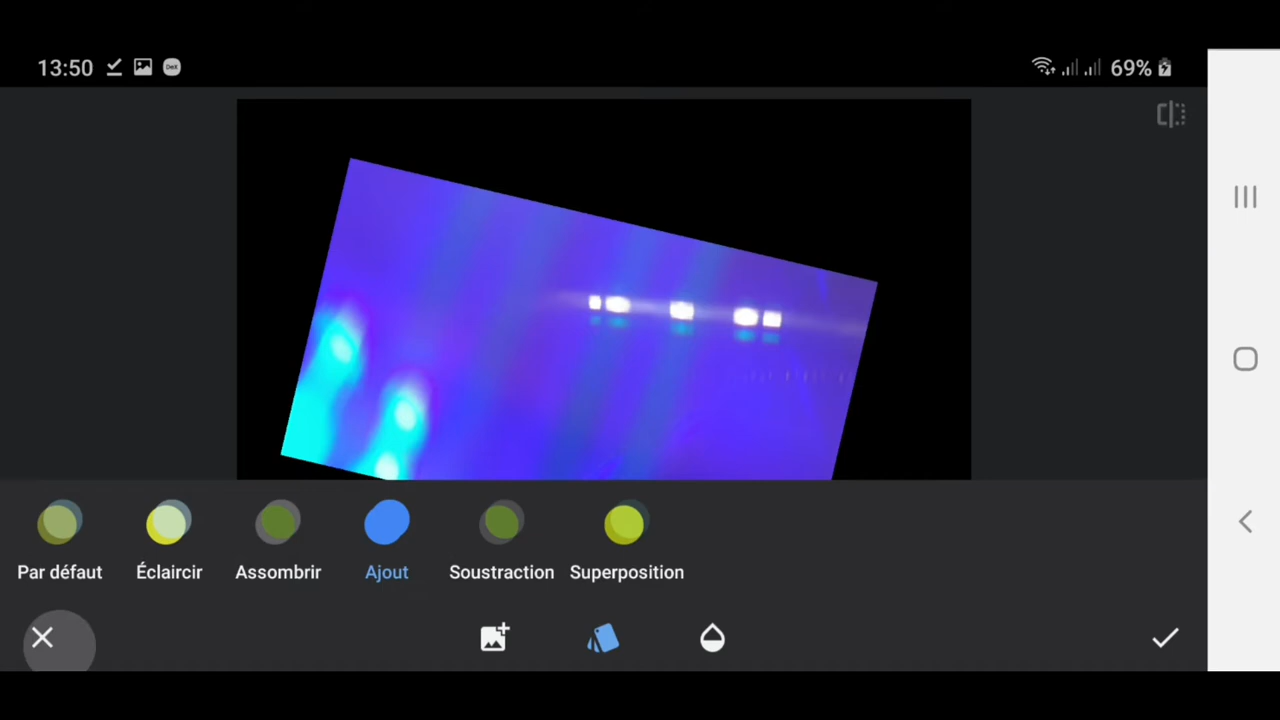 13:50
69%
Par défaut
Éclaircir
Assombrir
Ajout
Soustraction
Superposition